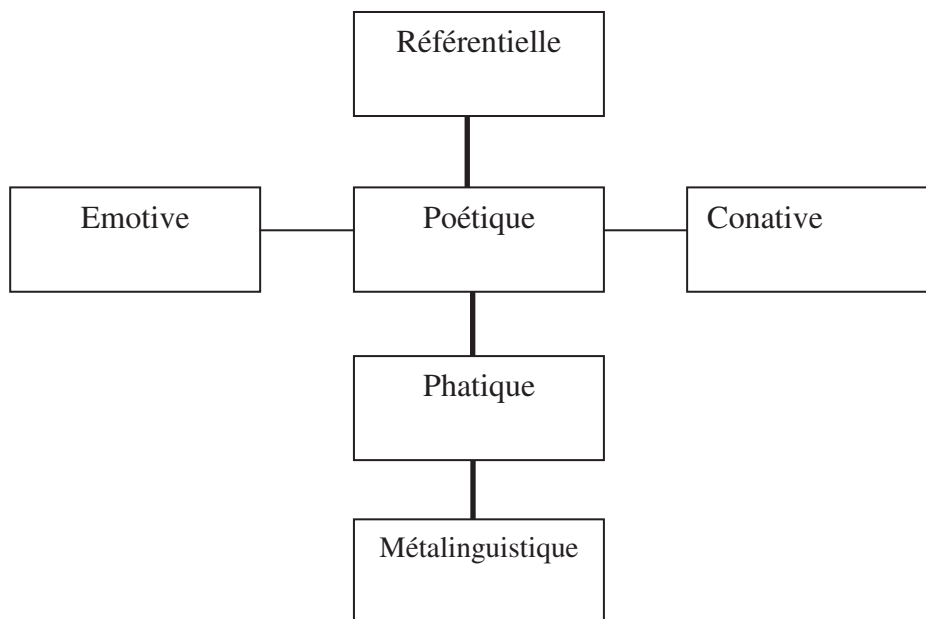 Référentielle
Emotive
Poétique
Conative
Phatique
Métalinguistique